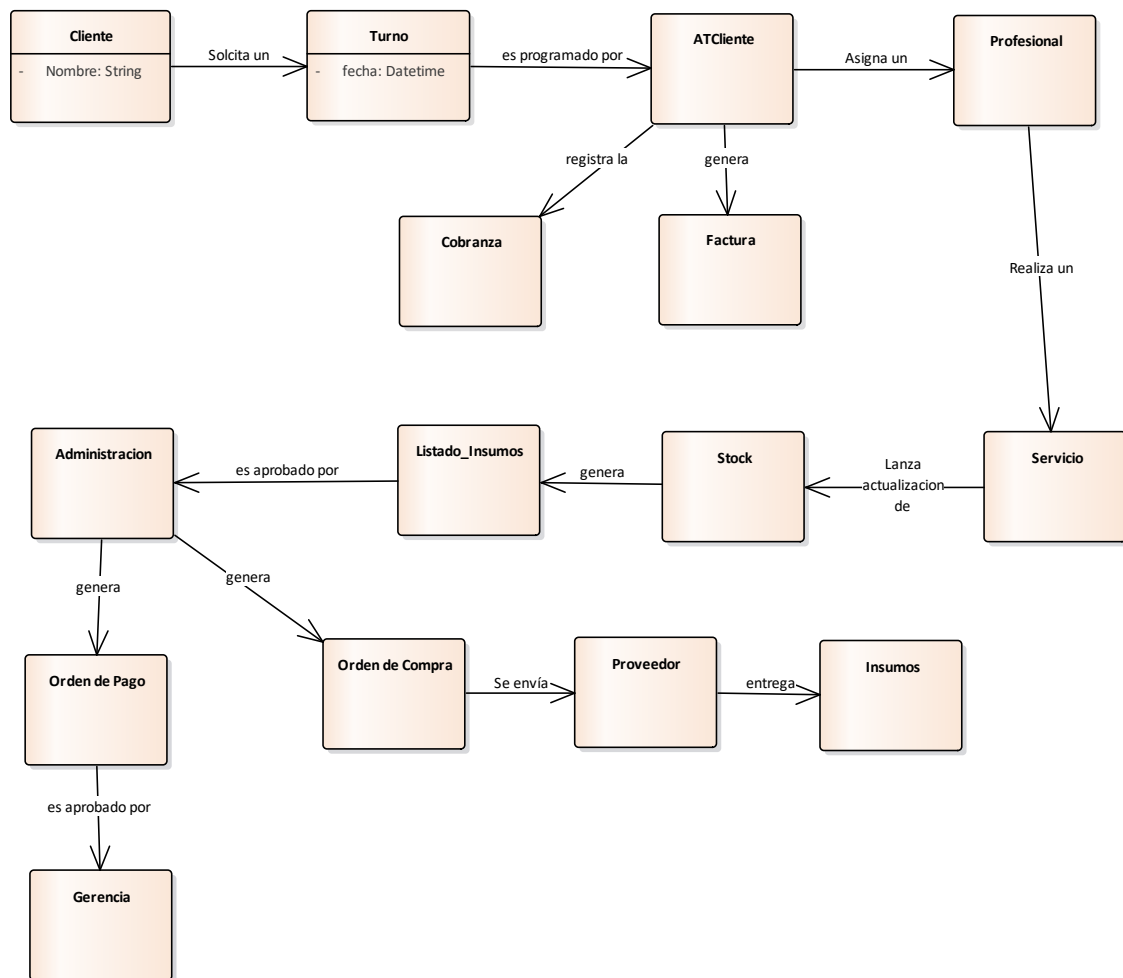 Cliente
- Nombre: String
Solcita un
Turno
- fecha: Datetime
es programado por
ATCliente
Asigna un
Profesional
registra la
genera
Cobranza
Factura
Realiza un
Administracion
es aprobado por
Listado_Insumos
genera
Stock
Lanza
actualizacion
de
Servicio
genera
genera
Orden de Pago
Orden de Compra
Se envía
Proveedor
entrega
Insumos
es aprobado por
Gerencia